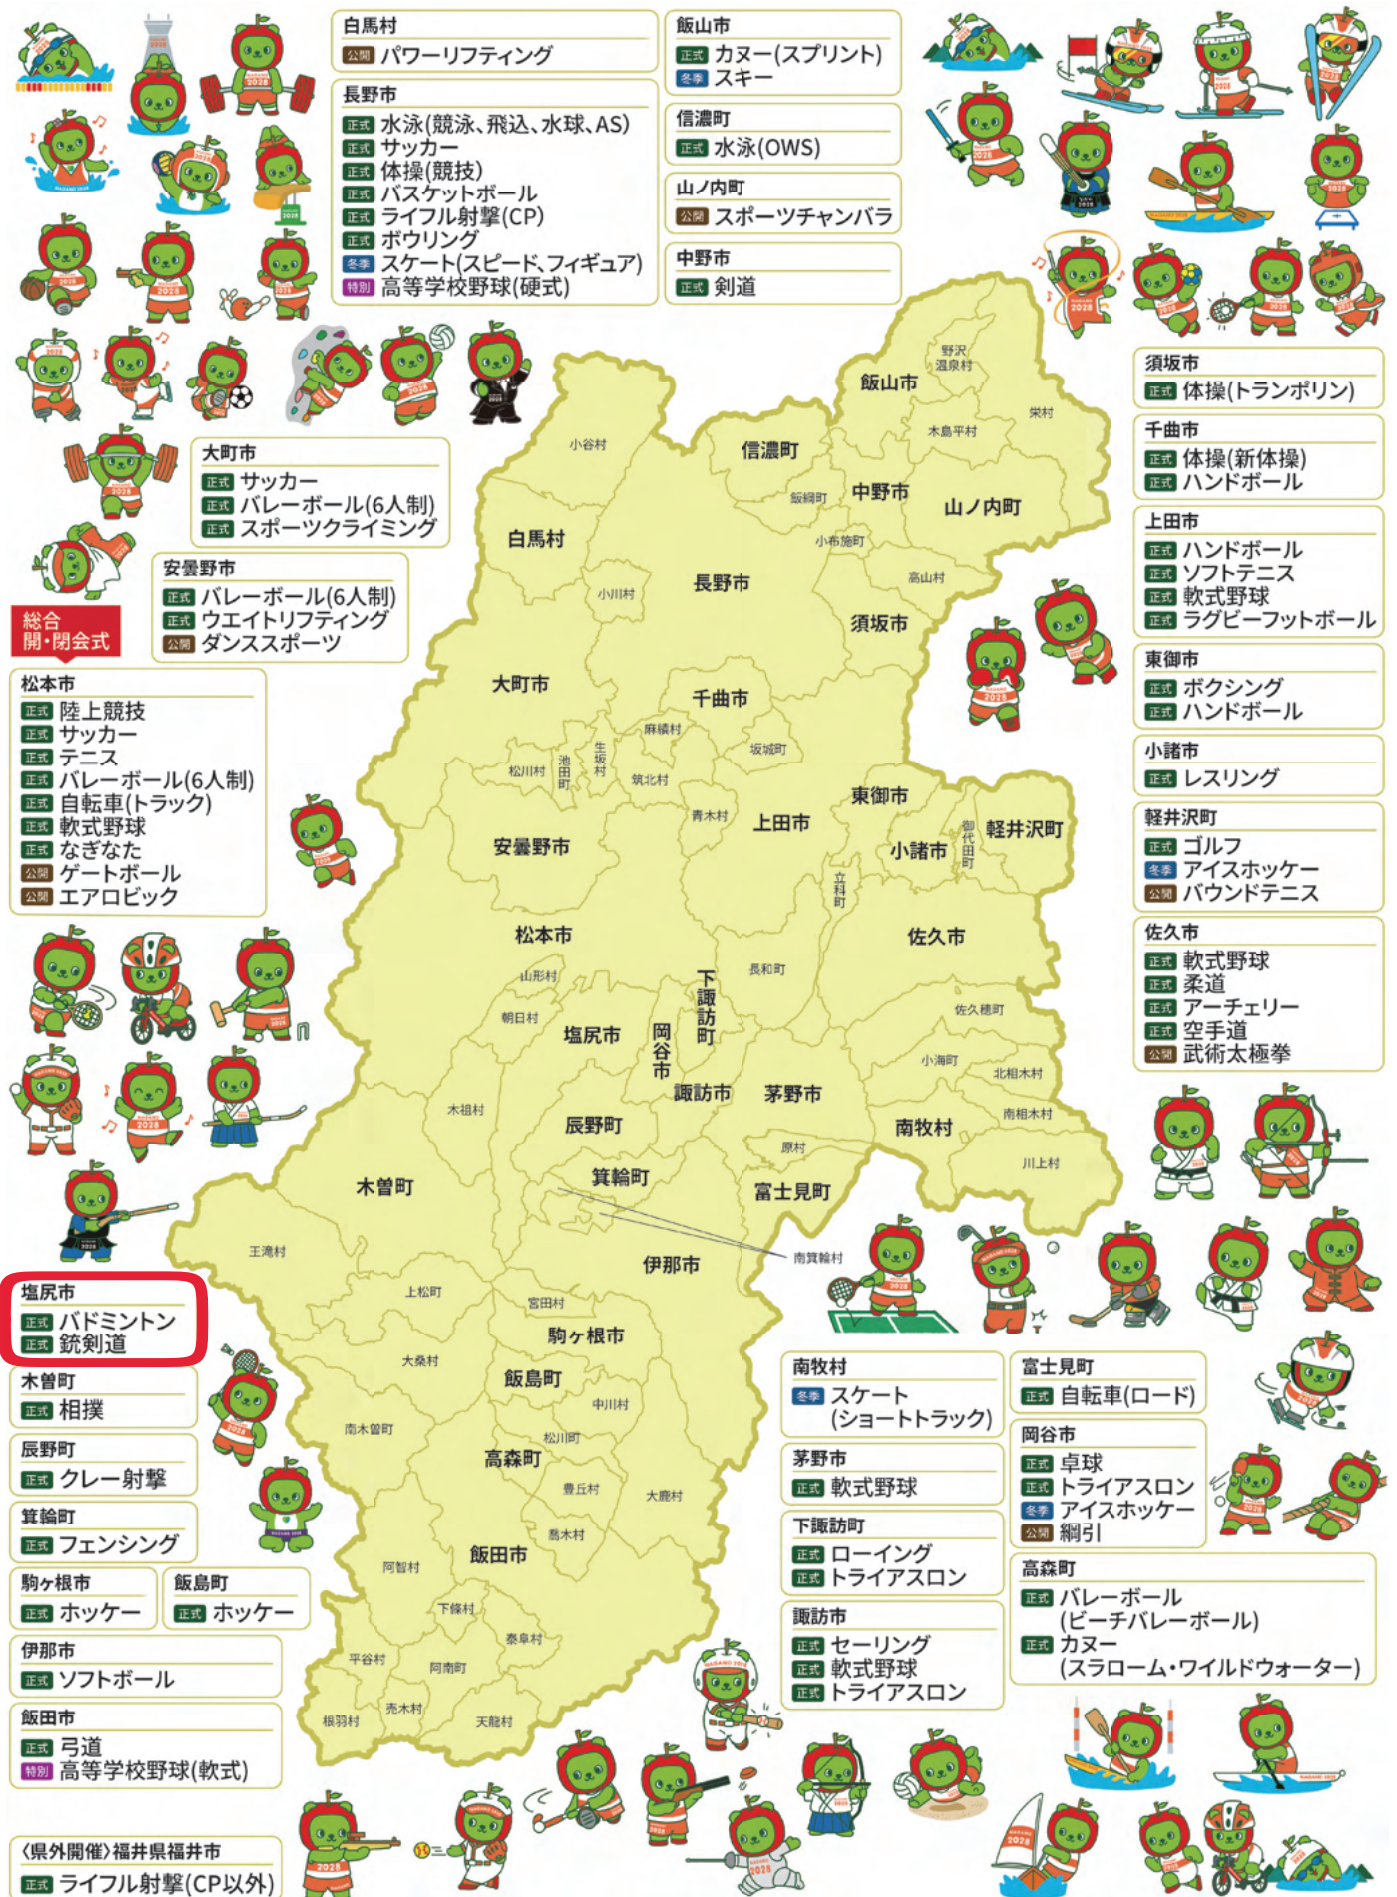 白馬村
公開 パワーリフティング
長野市
正式 水泳(競泳、飛込、水球、AS)
正式 サッカー
正式 体操(競技)
正式 バスケットボール
正式 ライフル射撃(CP)
正式 ボウリング
冬季 スケート(スピード、フィギュア)
特別 高等学校野球(硬式)
飯山市
正式 カヌー(スプリント)
冬季 スキー
信濃町
正式 水泳(OWS)
山ノ内町
公開 スポーツチャンバラ
中野市
正式 剣道
須坂市
正式 体操(トランポリン)
千曲市
正式 体操(新体操)
正式 ハンドボール
上田市
正式 ハンドボール
正式 ソフトテニス
正式 軟式野球
正式 ラグビーフットボール
東御市
正式 ボクシング
正式 ハンドボール
小諸市
正式 レスリング
軽井沢町
正式 ゴルフ
冬季 アイスホッケー
公開 バウンドテニス
佐久市
正式 軟式野球
正式 柔道
正式 アーチェリー
正式 空手道
公開 武術太極拳
大町市
正式 サッカー
正式 バレーボール(6人制)
正式 スポーツクライミング
安曇野市
正式 バレーボール(6人制)
正式 ウエイトリフティング
公開 ダンススポーツ
総合
開・閉会式
松本市
正式 陸上競技
正式 サッカー
正式 テニス
正式 バレーボール(6人制)
正式 自転車(トラック)
正式 軟式野球
正式 なぎなた
公開 ゲートボール
公開 エアロビック
野沢
温泉村
飯山市
栄村
木島平村
小谷村
信濃町
飯綱町
中野市
山ノ内町
白馬村
小布施町
長野市
高山村
小川村
須坂市
大町市
千曲市
麻績村
生坂村
坂城町
松川村
池田町
筑北村
東御市
青木村
上田市
御代田町
軽井沢町
安曇野市
小諸市
立科町
松本市
佐久市
山形村
長和町
下諏訪町
朝日村
塩尻市
岡谷市
佐久穂町
小海町
北相木村
諏訪市
茅野市
木祖村
南相木村
辰野町
南牧村
原村
川上村
箕輪町
木曽町
富士見町
王滝村
伊那市
南箕輪村
上松町
宮田村
駒ヶ根市
大桑村
飯島町
中川村
南木曽町
松川町
高森町
豊丘村
大鹿村
喬木村
飯田市
阿智村
下條村
泰阜村
平谷村
阿南町
売木村
根羽村
天龍村
塩尻市
正式 バドミントン
正式 銃剣道
木曽町
正式 相撲
辰野町
正式 クレー射撃
箕輪町
正式 フェンシング
駒ヶ根市
正式 ホッケー
飯島町
正式 ホッケー
伊那市
正式 ソフトボール
飯田市
正式 弓道
特別 高等学校野球(軟式)
〈県外開催〉福井県福井市
正式 ライフル射撃(CP以外)
南牧村
冬季 スケート
(ショートトラック)
茅野市
正式 軟式野球
下諏訪町
正式 ローイング
正式 トライアスロン
諏訪市
正式 セーリング
正式 軟式野球
正式 トライアスロン
富士見町
正式 自転車(ロード)
岡谷市
正式 卓球
正式 トライアスロン
冬季 アイスホッケー
公開 綱引
高森町
正式 バレーボール
(ビーチバレーボール)
正式 カヌー
(スラローム・ワイルドウォーター)